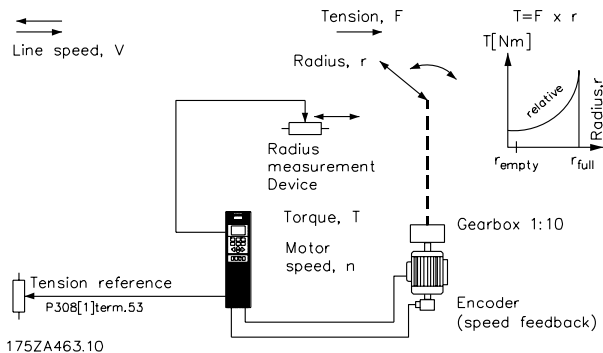 Line speed, V
Tension, F
Radius, r
T=F x r
T[Nm]
relative
Radius,r
r empty
r full
Radius
measurement
Device
Torque, T
Motor
speed, n
Gearbox 1:10
Tension reference
P308[1]term.53
Encoder
(speed feedback)
175ZA463.10